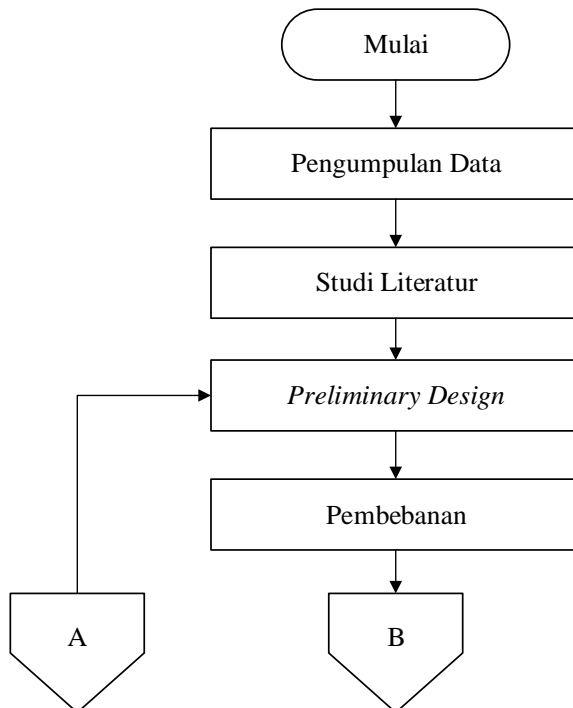 Mulai
Pengumpulan Data
Studi Literatur
Preliminary Design
Pembebanan
A
B